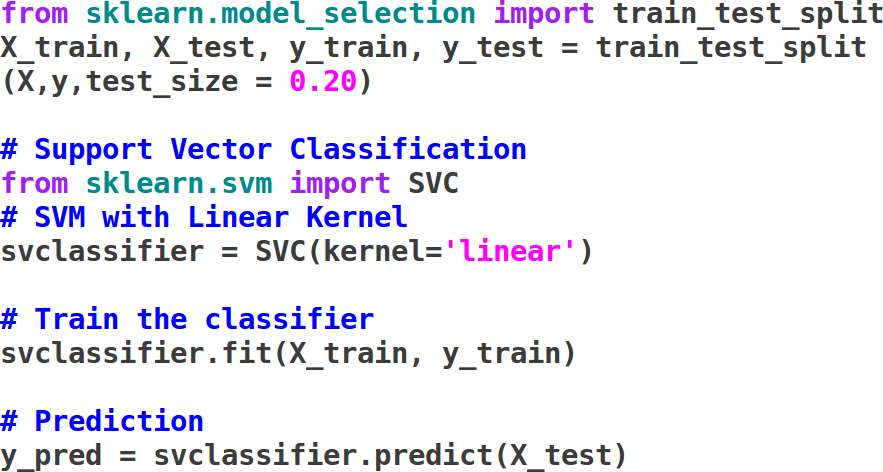 from sklearn.model_selection import train_test_split
X_train, X_test, y_train, y_test = train_test_split
(X,y,test_size = 0.20)
# Support Vector Classification
from sklearn.svm import SVC
# SVM with Linear Kernel
svclassifier = SVC(kernel='linear')
# Train the classifier
svclassifier.fit(X_train, y_train)
# Prediction
y_pred = svclassifier.predict(X_test)